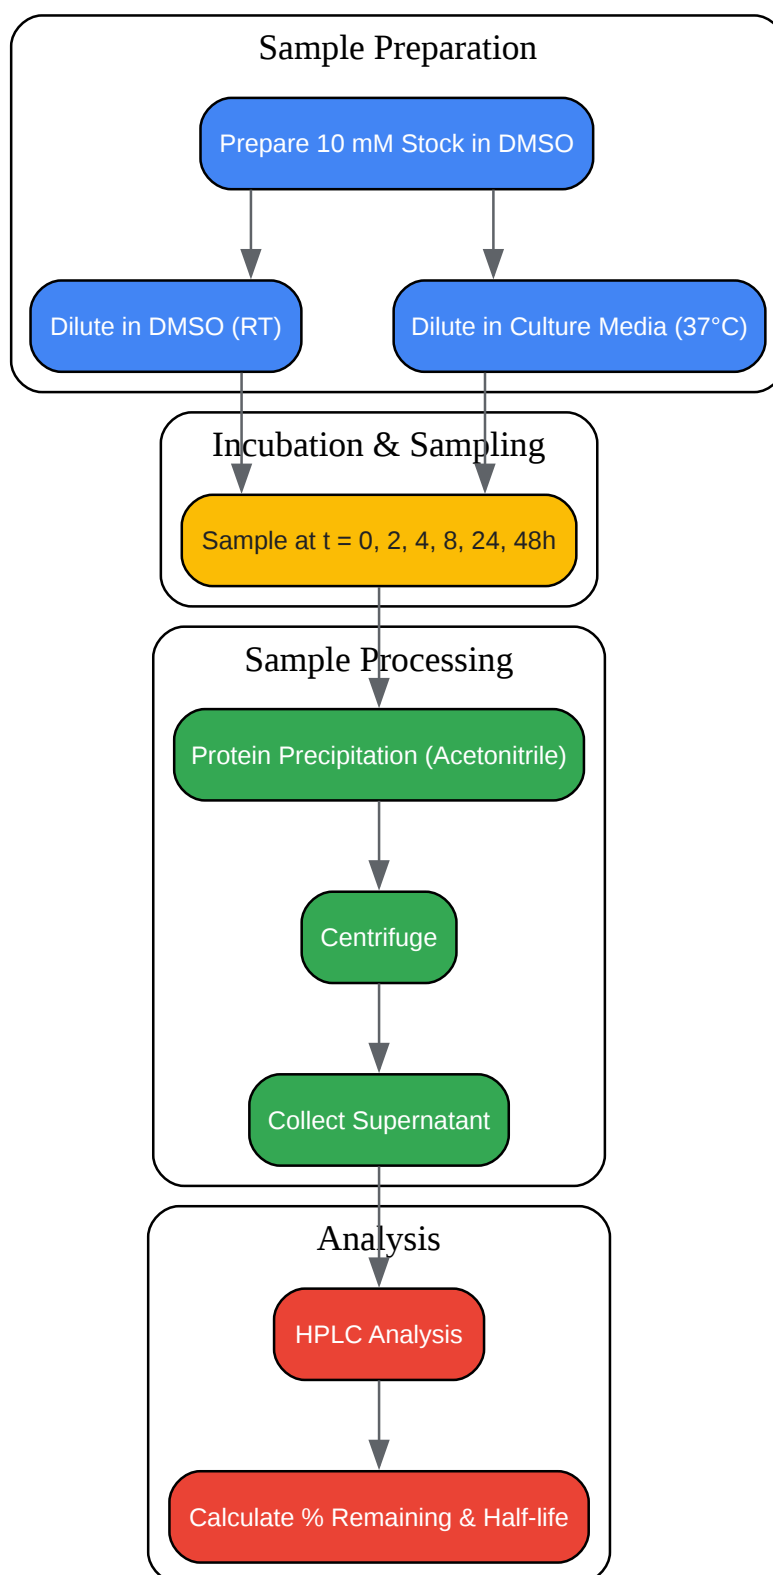 Sample Preparation
Prepare 10 mM Stock in DMSO
Dilute in DMSO (RT)
Dilute in Culture Media (37°C)
Incubation & Sampling
Sample at t = 0, 2, 4, 8, 24, 48h
Sample Processing
Protein Precipitation (Acetonitrile)
Centrifuge
Collect Supernatant
Analysis
HPLC Analysis
Calculate % Remaining & Half-life